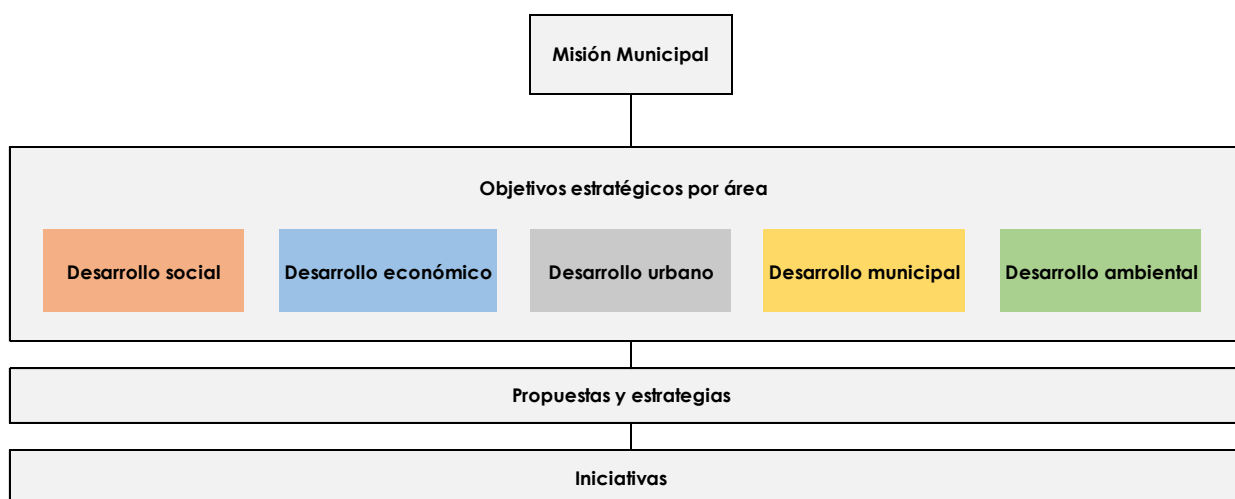 Misión Municipal
Objetivos estratégicos por área
Desarrollo social
Desarrollo económico
Desarrollo urbano
Desarrollo municipal
Desarrollo ambiental
Propuestas y estrategias
Iniciativas